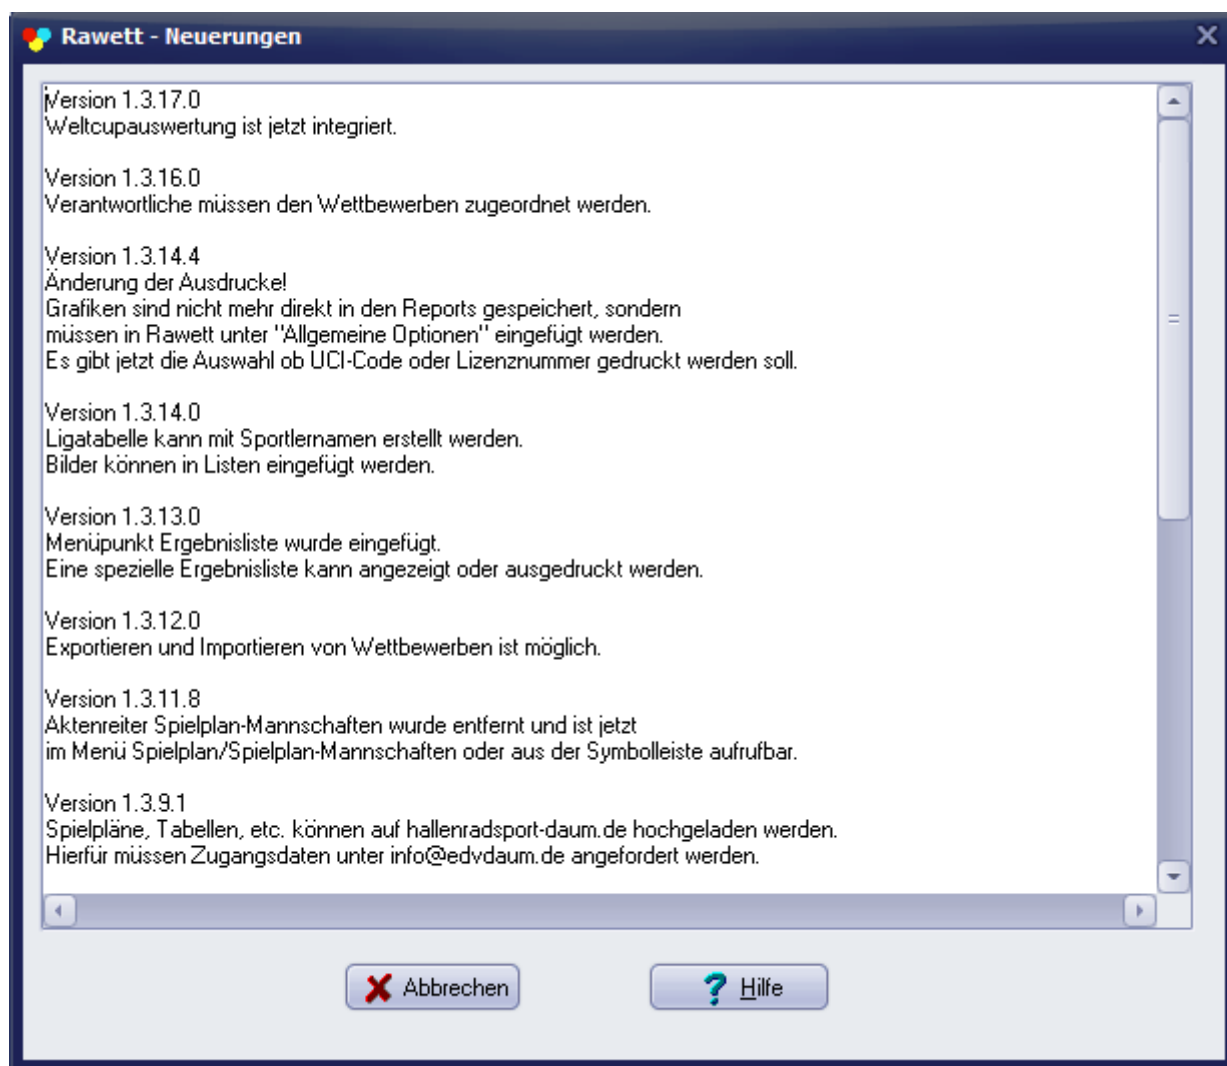 Rawett - Neuerungen
Version 1.3.17.0
Weltcupauswertung ist jetzt integriert.
Version 1.3.16.0
Verantwortliche müssen den Wettbewerben zugeordnet werden.
Version 1.3.14.4
Änderung der Ausdrucke!
Grafiken sind nicht mehr direkt in den Reports gespeichert, sondern
müssen in Rawett unter "Allgemeine Optionen" eingefügt werden.
Es gibt jetzt die Auswahl ob UCI-Code oder Lizenznummer gedruckt werden soll.
Version 1.3.14.0
Ligatabelle kann mit Sportlernamen erstellt werden.
Bilder können in Listen eingefügt werden.
Version 1.3.13.0
Menüpunkt Ergebnisliste wurde eingefügt.
Eine spezielle Ergebnisliste kann angezeigt oder ausgedruckt werden.
Version 1.3.12.0
Exportieren und Importieren von Wettbewerben ist möglich.
Version 1.3.11.8
Aktenreiter Spielplan-Mannschaften wurde entfernt und ist jetzt
im Menü Spielplan/Spielplan-Mannschaften oder aus der Symbolleiste aufrufbar.
Version 1.3.9.1
Spielpläne, Tabellen, etc. können auf hallenradsport-daum.de hochgeladen werden.
Hierfür müssen Zugangsdaten unter info@edvdaum.de angefordert werden.
Abbrechen
Hilfe